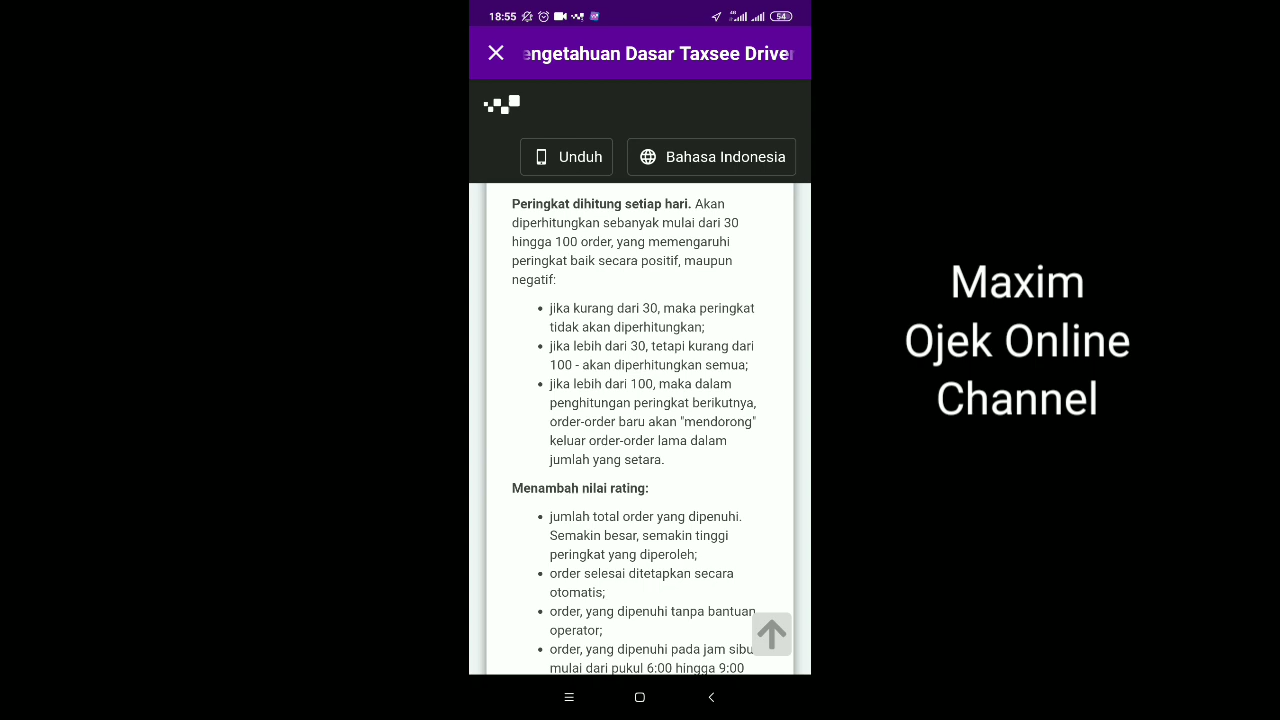 18:55
54
engetahuan Dasar Taxsee Driver
Unduh
Bahasa Indonesia
Peringkat dihitung setiap hari. Akan
diperhitungkan sebanyak mulai dari 30
hingga 100 order, yang memengaruhi
peringkat baik secara positif, maupun
negatif:
• jika kurang dari 30, maka peringkat
tidak akan diperhitungkan;
• jika lebih dari 30, tetapi kurang dari
100 - akan diperhitungkan semua;
• jika lebih dari 100, maka dalam
penghitungan peringkat berikutnya,
order-order baru akan "mendorong"
keluar order-order lama dalam
jumlah yang setara.
Menambah nilai rating:
• jumlah total order yang dipenuhi.
Semakin besar, semakin tinggi
peringkat yang diperoleh;
• order selesai ditetapkan secara
otomatis;
• order, yang dipenuhi tanpa bantuan
operator;
• order, yang dipenuhi pada jam sibu
mulai dari pukul 6:00 hingga 9:00
Maxim
Ojek Online
Channel